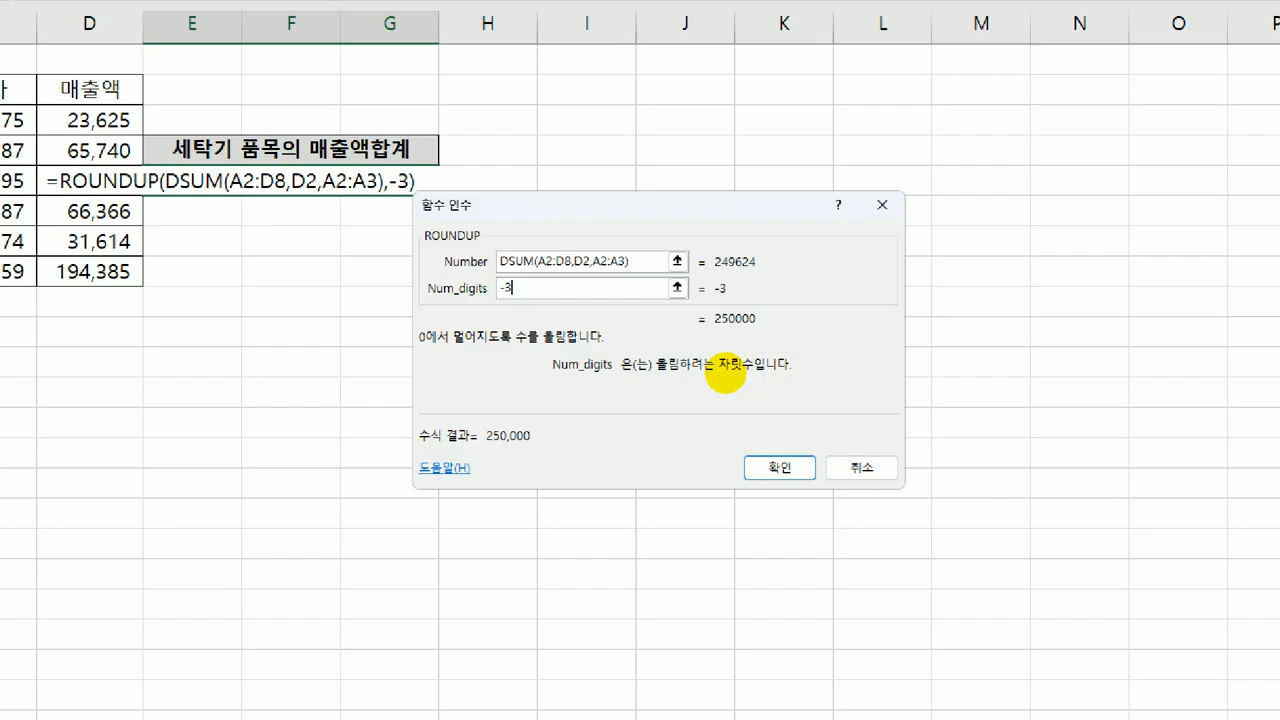 D E F G H I J K L M N O P
매출액
75 23,625
87 65,740 세탁기 품목의 매출액합계
95 =ROUNDUP(DSUM(A2:D8,D2,A2:A3),-3)
87 66,366
74 31,614
59 194,385
함수 인수 ?
ROUNDUP
Number DSUM(A2:D8,D2,A2:A3) = 249624
Num_digits -3 = -3
= 250000
0에서 멀어지도록 수를 올림합니다.
Num_digits 은(는) 올림하려는 자릿수입니다.
수식 결과= 250,000
도움말(H) 확인 취소